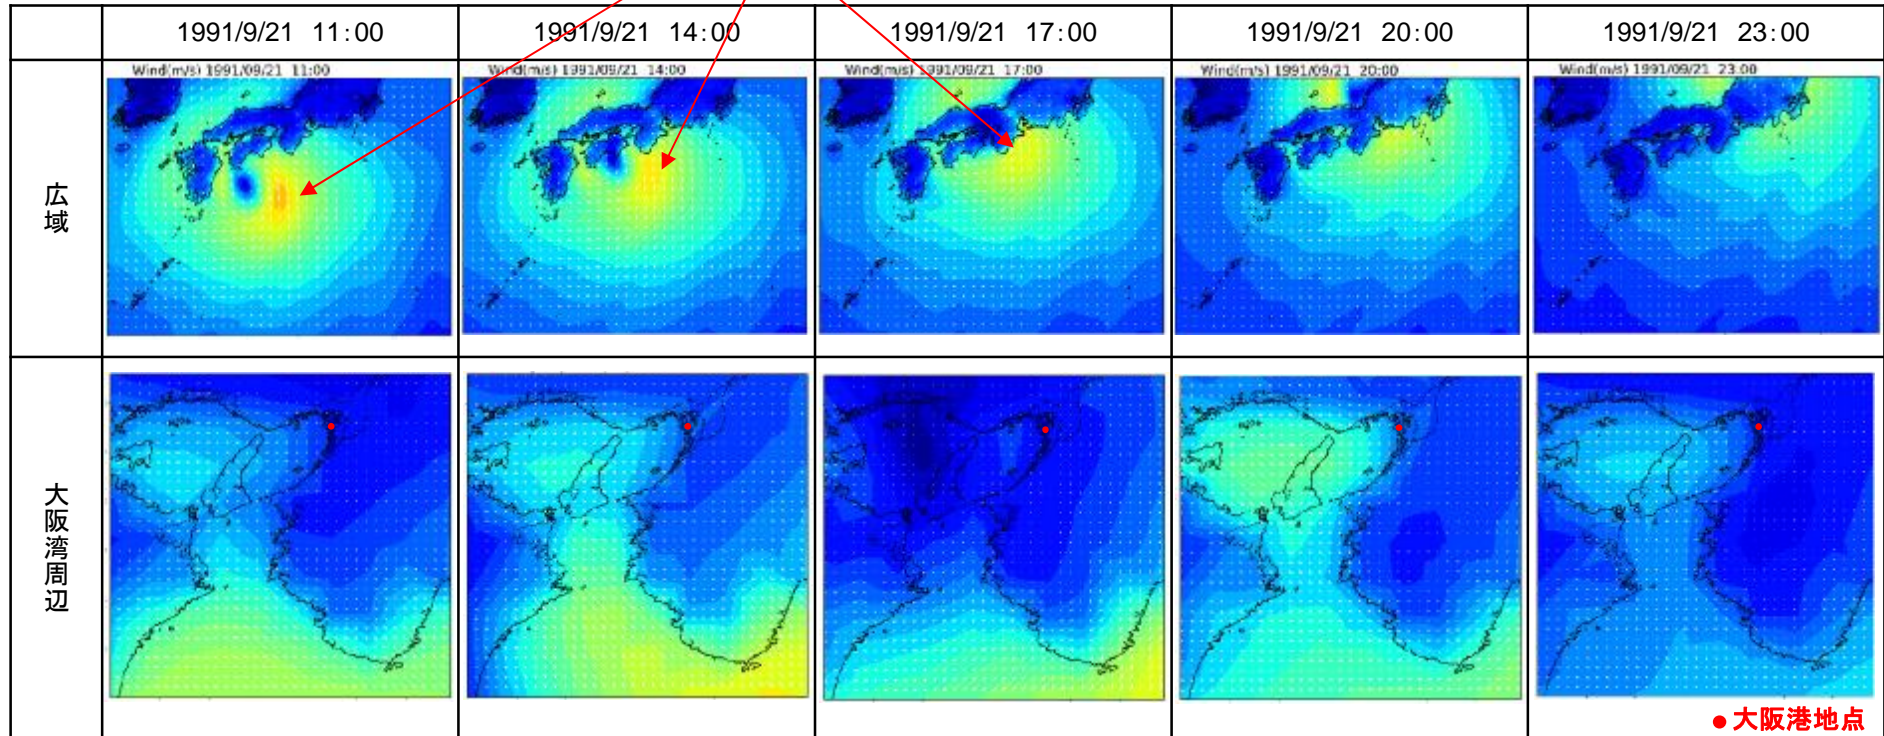 1991/9/21 11:00
1991/9/21 14:00
1991/9/21 17:00
1991/9/21 20:00
1991/9/21 23:00
広域
Wind(m/s) 1991/09/21 11:00
Wind(m/s) 1991/09/21 14:00
Wind(m/s) 1991/09/21 17:00
Wind(m/s) 1991/09/21 20:00
Wind(m/s) 1991/09/21 23:00
大阪湾周辺
●大阪港地点